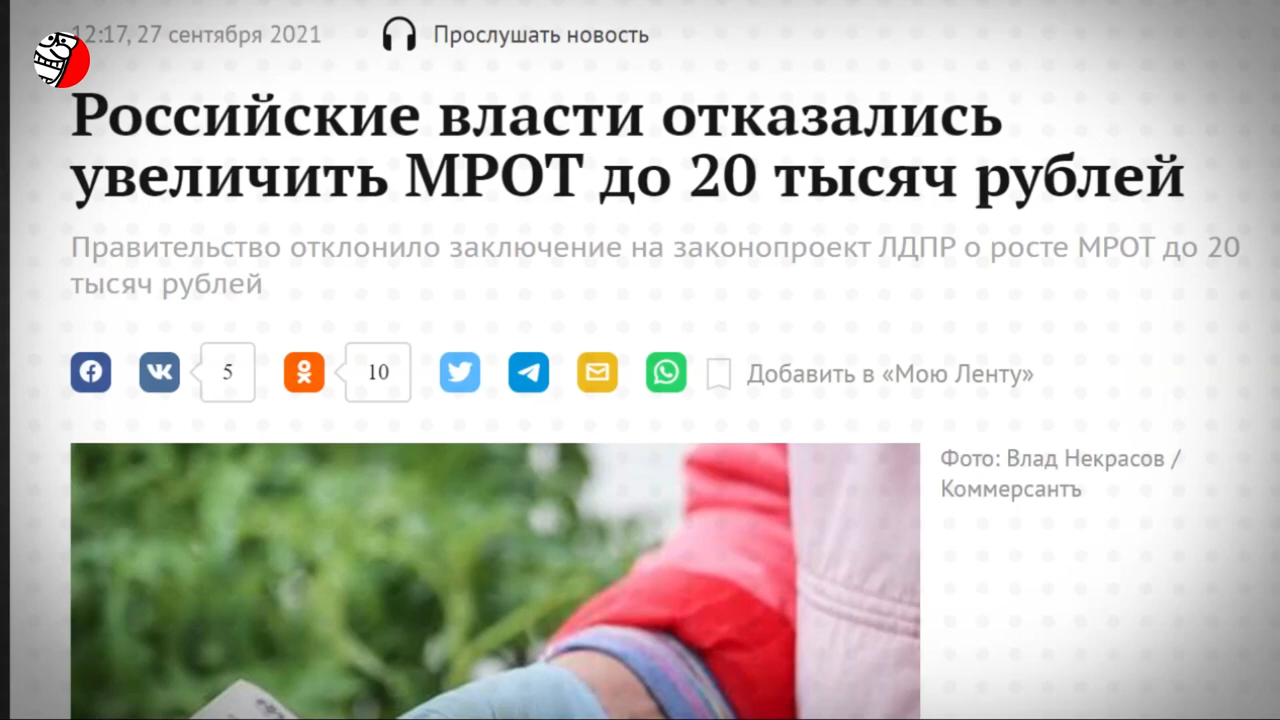 12:17, 27 сентября 2021
Прослушать новость
Российские власти отказались
увеличить МРОТ до 20 тысяч рублей
Правительство отклонило заключение на законопроект ЛДПР о росте МРОТ до 20
тысяч рублей
5
10
Добавить в «Мою Ленту»
Фото: Влад Некрасов /
Коммерсантъ